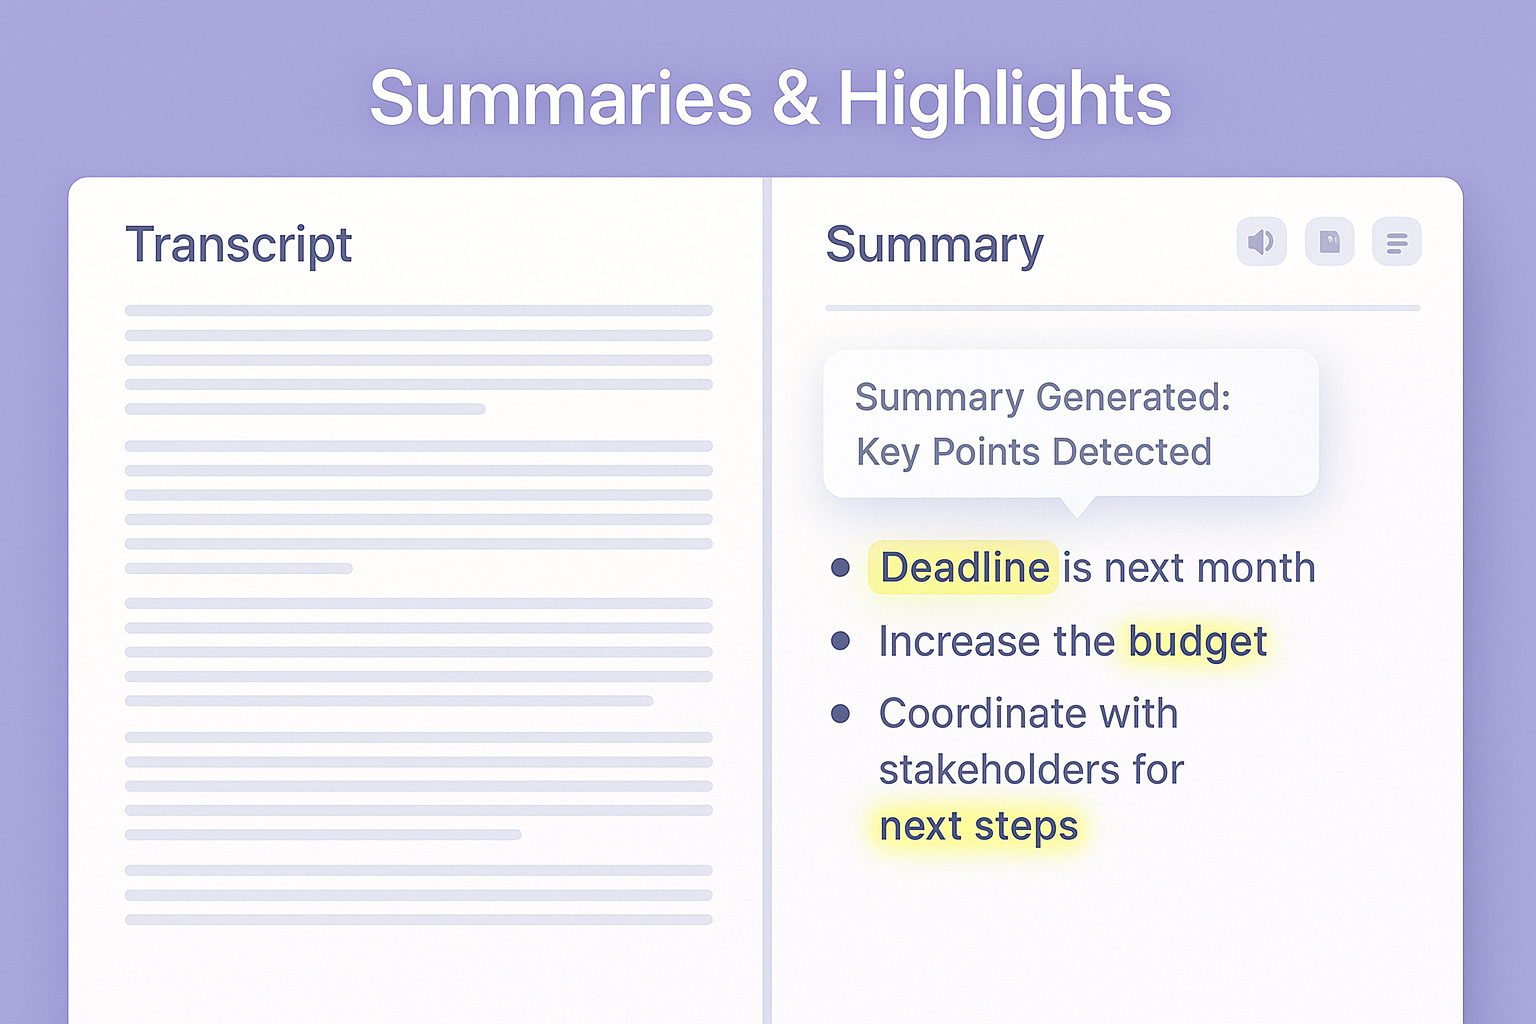 Summaries & Highlights
Transcript
Summary
Summary Generated:
Key Points Detected
Deadline is next month
Increase the budget
Coordinate with
stakeholders for
next steps